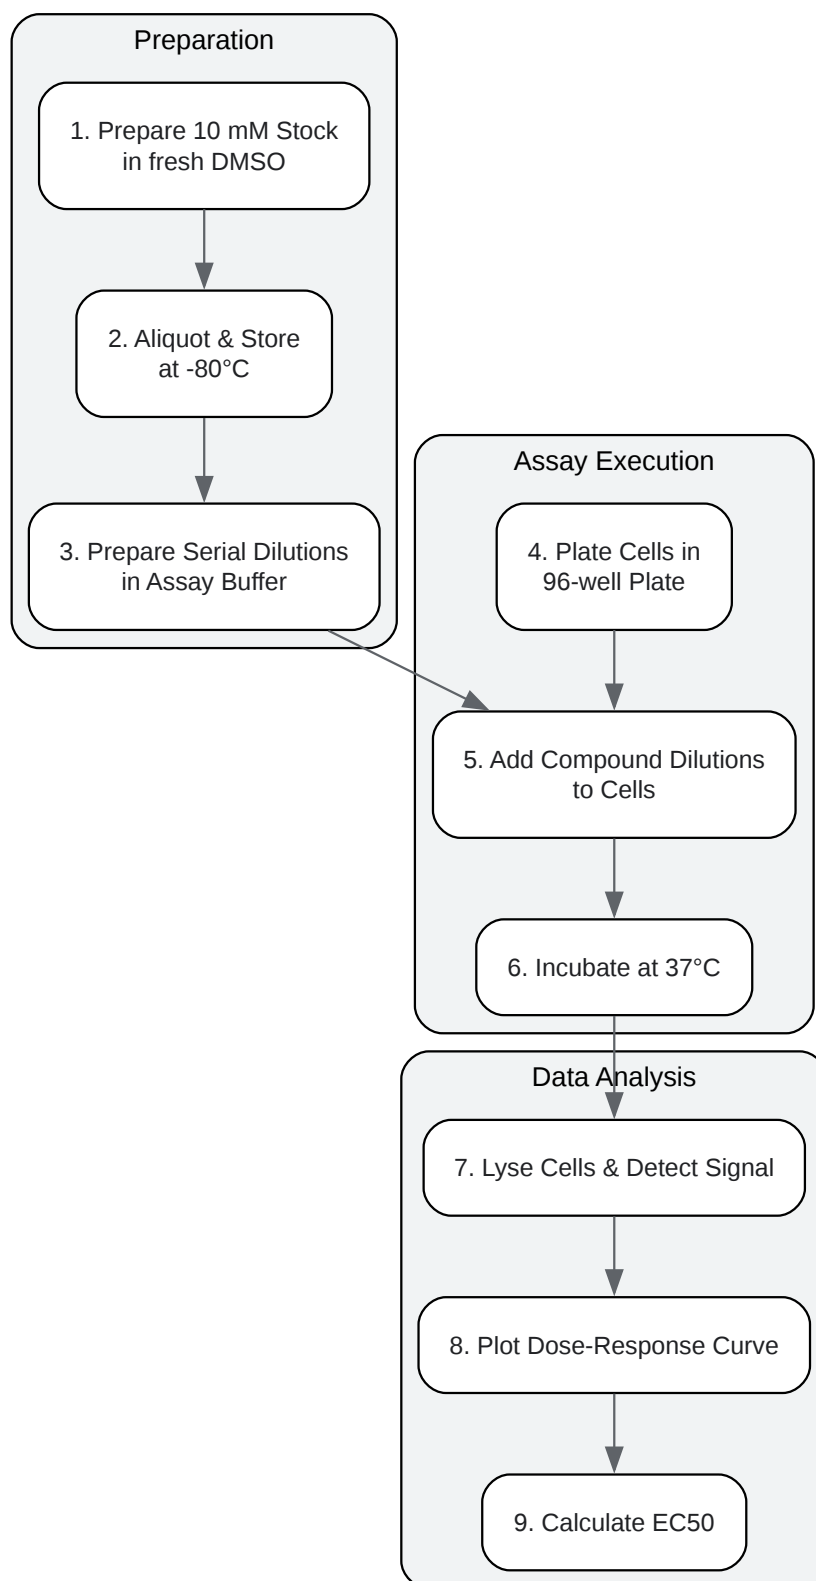 Preparation
1. Prepare 10 mM Stock
in fresh DMSO
2. Aliquot & Store
at -80°C
3. Prepare Serial Dilutions
in Assay Buffer
Assay Execution
4. Plate Cells in
96-well Plate
5. Add Compound Dilutions
to Cells
6. Incubate at 37°C
Data Analysis
7. Lyse Cells & Detect Signal
8. Plot Dose-Response Curve
9. Calculate EC50